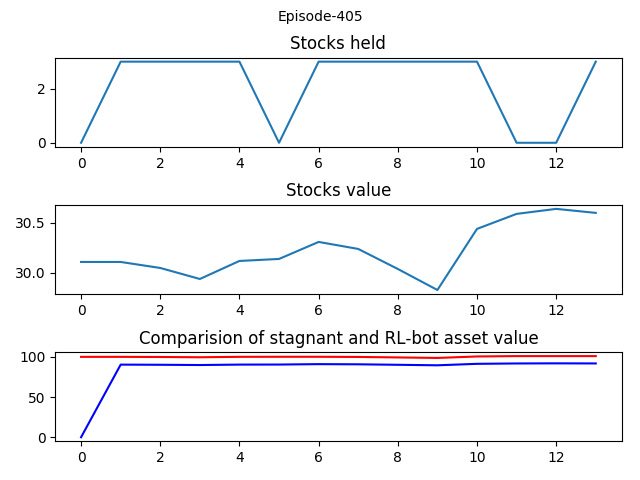 Episode-405
Stocks held
2
0
0 2 4 6 8 10 12
Stocks value
30.5
30.0
0 2 4 6 8 10 12
Comparision of stagnant and RL-bot asset value
100
50
0
0 2 4 6 8 10 12